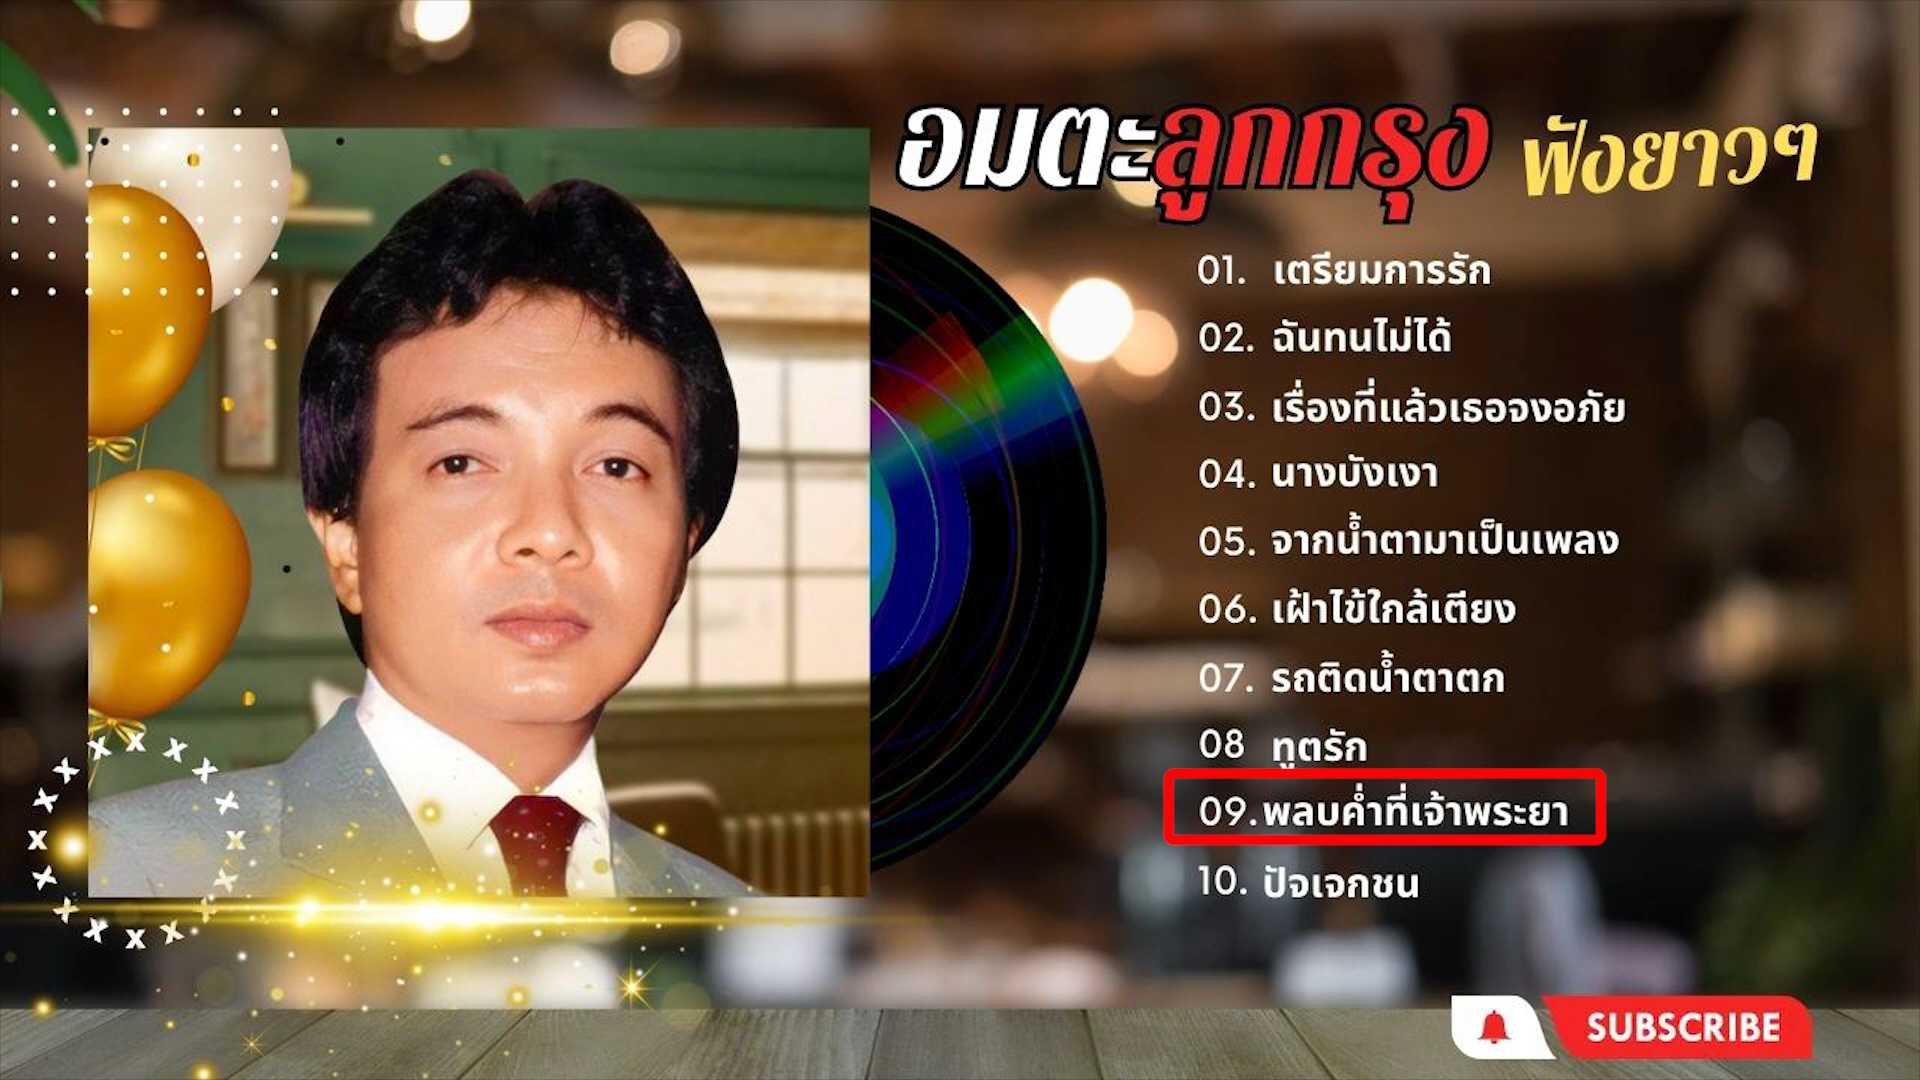 อมตะลูกกรุง ฟังยาวๆ
01. เตรียมการรัก
02. ฉันทนไม่ได้
03. เรื่องที่แล้วเธอจงอภัย
04. นางบังเงา
05. จากน้ำตามาเป็นเพลง
06. เฝ้าไข้ใกล้เตียง
07. รถติดน้ำตาตก
08 ทูตรัก
09. พลบค่ำที่เจ้าพระยา
10. ปัจเจกชน
SUBSCRIBE